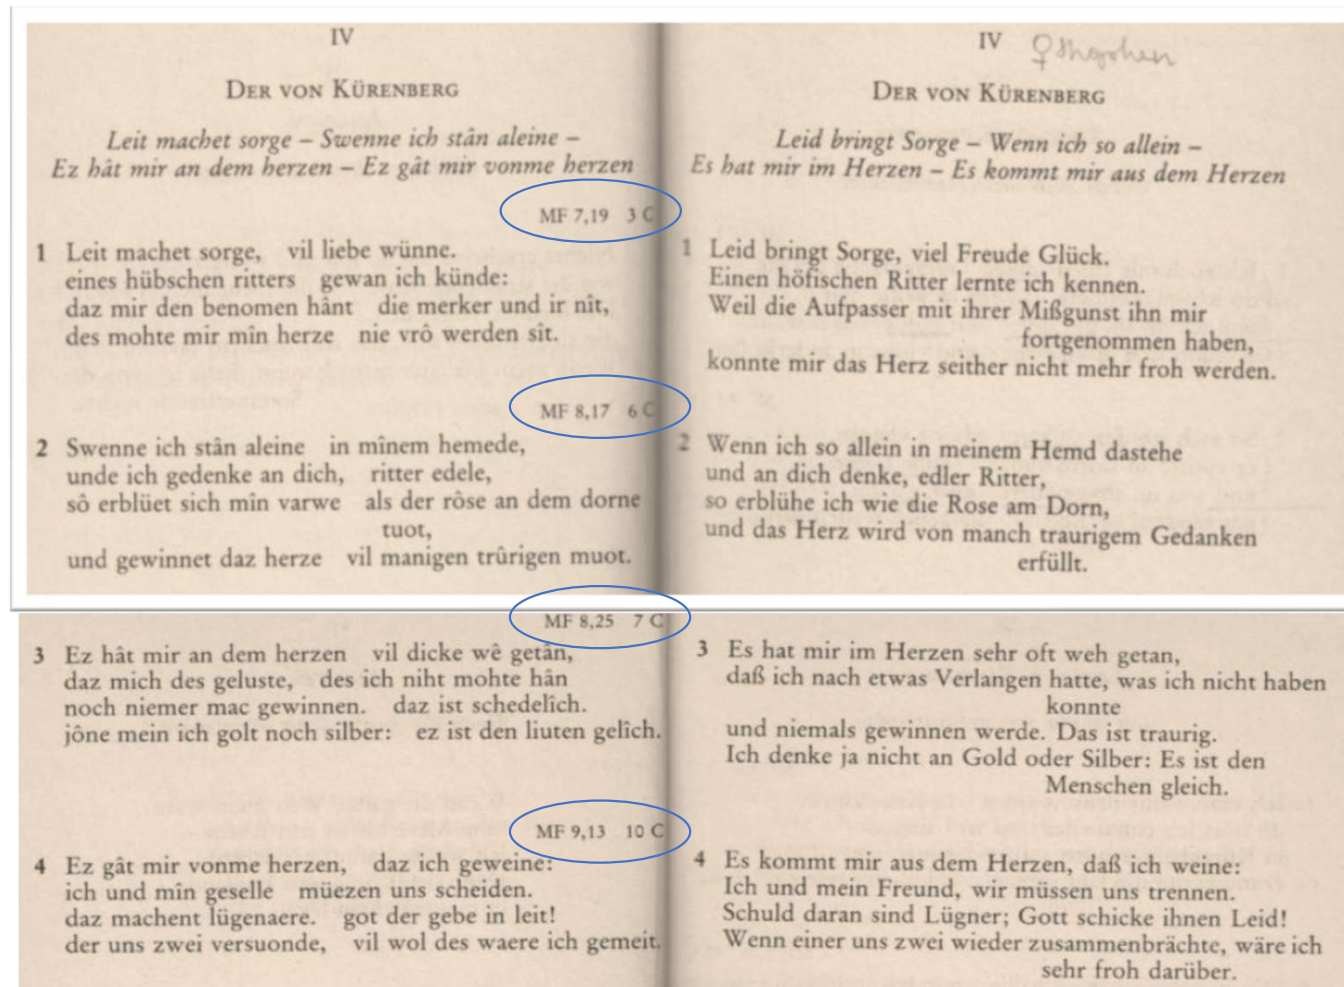 IV
DER VON KÜRENBERG
Leit machet sorge – Swenne ich stân aleine –
Ez hât mir an dem herzen – Ez gât mir vonme herzen
MF 7,19 3 C
1 Leit machet sorge, vil liebe wünne.
eines hübschen ritters gewan ich künde:
daz mir den benomen hânt die merker und ir nît,
des mohte mir mîn herze nie vrô werden sît.
MF 8,17 6 C
2 Swenne ich stân aleine in mînem hemede,
unde ich gedenke an dich, ritter edele,
sô erblüet sich mîn varwe als der rôse an dem dorne
tuot,
und gewinnet daz herze vil manigen trûrigen muot.
MF 8,25 7 C
3 Ez hât mir an dem herzen vil dicke wê getân,
daz mich des geluste, des ich niht mohte hân
noch niemer mac gewinnen. daz ist schedelîch.
jône mein ich golt noch silber: ez ist den liuten gelîch.
MF 9,13 10 C
4 Ez gât mir vonme herzen, daz ich geweine:
ich und mîn geselle müezen uns scheiden.
daz machent lügenaere. got der gebe in leit!
der uns zwei versuonde, vil wol des waere ich gemeit.
IV ♀
DER VON KÜRENBERG
Leid bringt Sorge – Wenn ich so allein –
Es hat mir im Herzen – Es kommt mir aus dem Herzen
1 Leid bringt Sorge, viel Freude Glück.
Einen höfischen Ritter lernte ich kennen.
Weil die Aufpasser mit ihrer Mißgunst ihn mir
fortgenommen haben,
konnte mir das Herz seither nicht mehr froh werden.
2 Wenn ich so allein in meinem Hemd dastehe
und an dich denke, edler Ritter,
so erblühe ich wie die Rose am Dorn,
und das Herz wird von manch traurigem Gedanken
erfüllt.
3 Es hat mir im Herzen sehr oft weh getan,
daß ich nach etwas Verlangen hatte, was ich nicht haben
konnte
und niemals gewinnen werde. Das ist traurig.
Ich denke ja nicht an Gold oder Silber: Es ist den
Menschen gleich.
4 Es kommt mir aus dem Herzen, daß ich weine:
Ich und mein Freund, wir müssen uns trennen.
Schuld daran sind Lügner; Gott schicke ihnen Leid!
Wenn einer uns zwei wieder zusammenbrächte, wäre ich
sehr froh darüber.